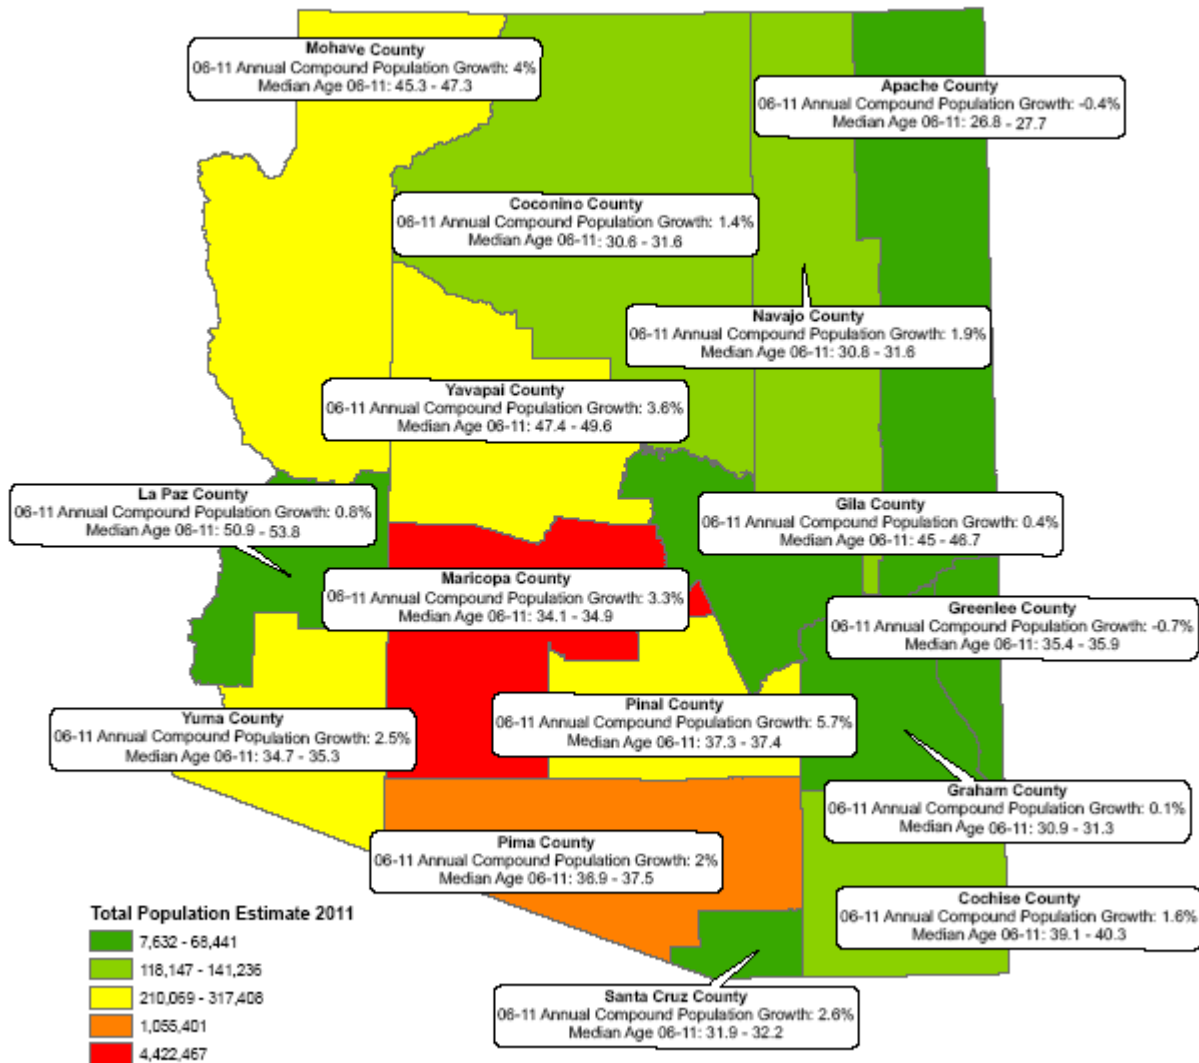 Mohave County
06-11 Annual Compound Population Growth: 4%
Median Age 06-11: 45.3 - 47.3
Apache County
06-11 Annual Compound Population Growth: -0.4%
Median Age 06-11: 26.8 - 27.7
Coconino County
06-11 Annual Compound Population Growth: 1.4%
Median Age 06-11: 30.6 - 31.6
Navajo County
06-11 Annual Compound Population Growth: 1.9%
Median Age 06-11: 30.8 - 31.6
Yavapai County
06-11 Annual Compound Population Growth: 3.6%
Median Age 06-11: 47.4 - 49.6
La Paz County
06-11 Annual Compound Population Growth: 0.8%
Median Age 06-11: 50.9 - 53.8
Gila County
06-11 Annual Compound Population Growth: 0.4%
Median Age 06-11: 45 - 46.7
Maricopa County
06-11 Annual Compound Population Growth: 3.3%
Median Age 06-11: 34.1 - 34.9
Greenlee County
06-11 Annual Compound Population Growth: -0.7%
Median Age 06-11: 35.4 - 35.9
Pinal County
06-11 Annual Compound Population Growth: 5.7%
Median Age 06-11: 37.3 - 37.4
Yuma County
06-11 Annual Compound Population Growth: 2.5%
Median Age 06-11: 34.7 - 35.3
Graham County
06-11 Annual Compound Population Growth: 0.1%
Median Age 06-11: 30.9 - 31.3
Pima County
06-11 Annual Compound Population Growth: 2%
Median Age 06-11: 36.9 - 37.5
Cochise County
06-11 Annual Compound Population Growth: 1.6%
Median Age 06-11: 39.1 - 40.3
Santa Cruz County
06-11 Annual Compound Population Growth: 2.6%
Median Age 06-11: 31.9 - 32.2
Total Population Estimate 2011
7,632 - 68,441
118,147 - 141,236
210,069 - 317,408
1,055,401
4,422,467